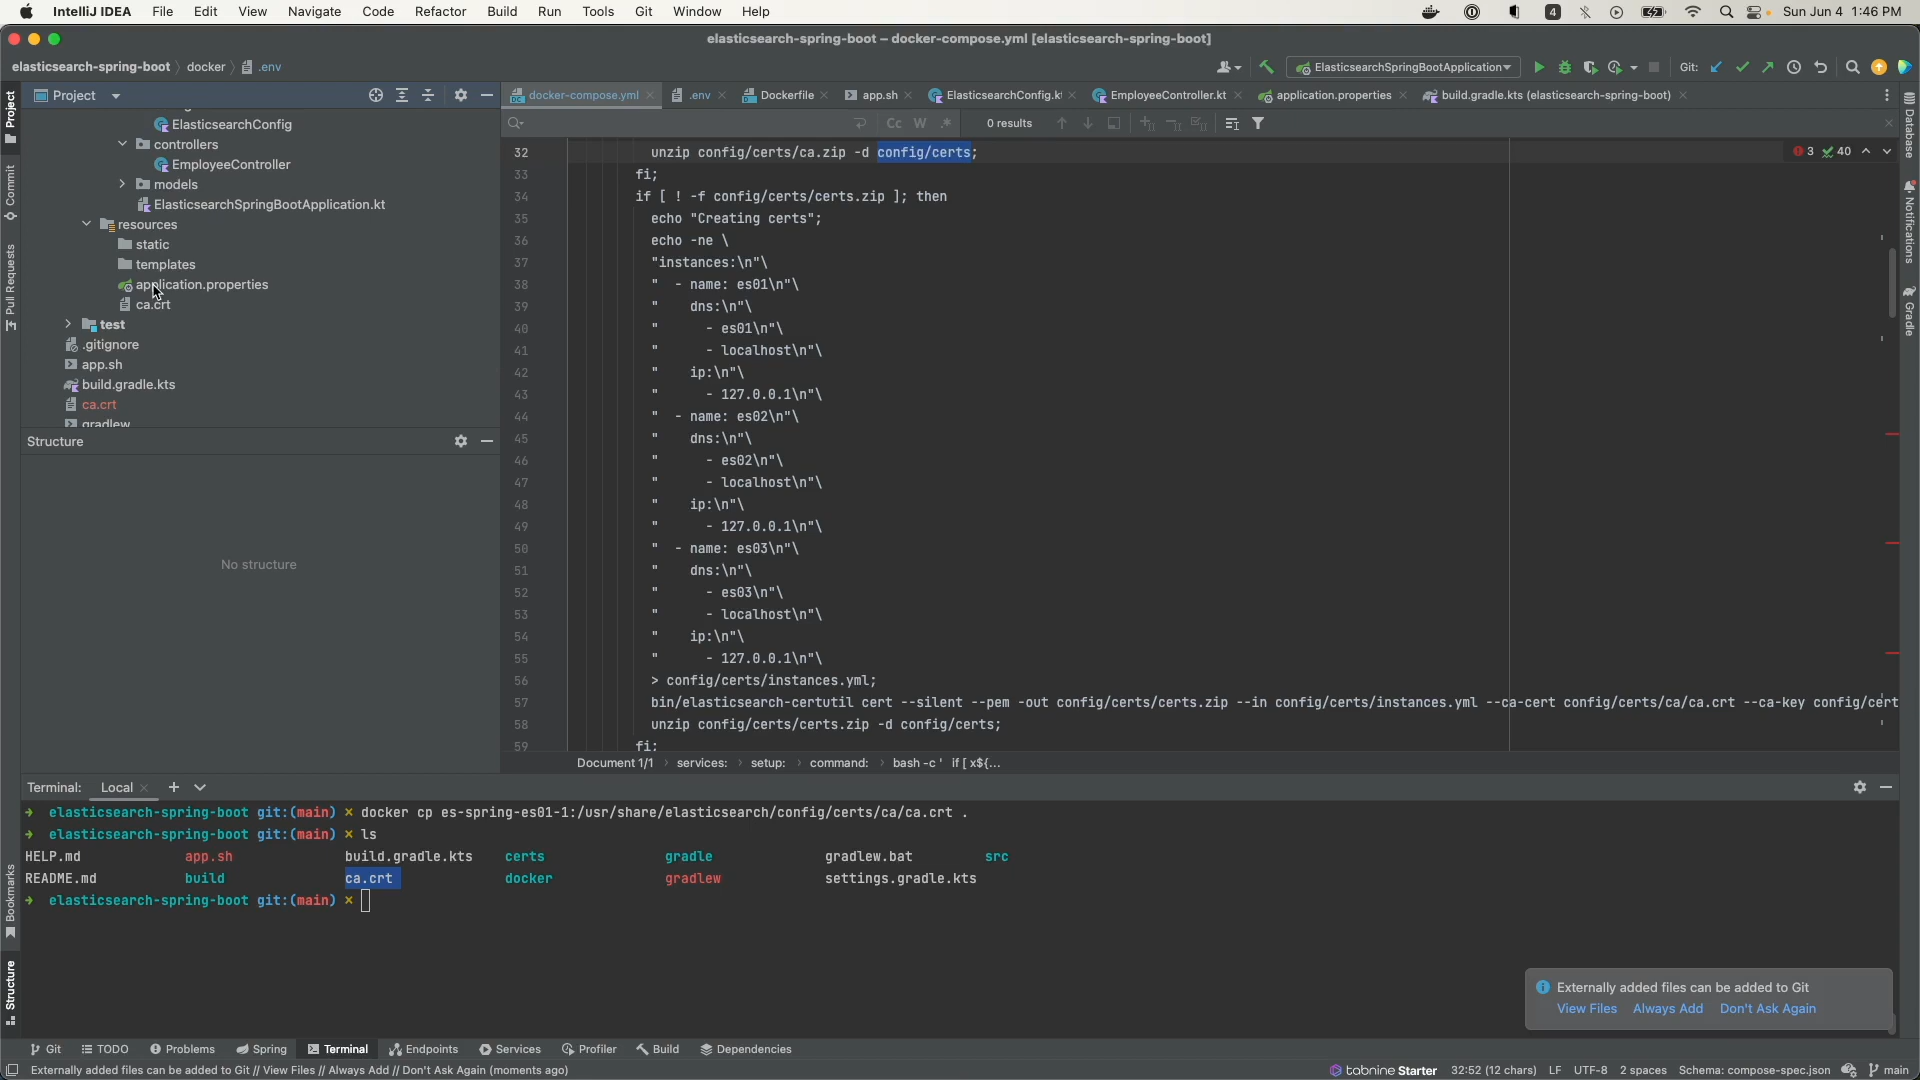 IntelliJ IDEA File Edit View Navigate Code Refactor Build Run Tools Git Window Help 4 Sun Jun 4 1:46 PM
elasticsearch-spring-boot – docker-compose.yml [elasticsearch-spring-boot]
elasticsearch-spring-boot docker .env ElasticsearchSpringBootApplication Git:
Project docker-compose.yml .env Dockerfile app.sh ElasticsearchConfig.kt EmployeeController.kt application.properties build.gradle.kts (elasticsearch-spring-boot)
Cc W .* 0 results
ElasticsearchConfig
controllers
EmployeeController
models
ElasticsearchSpringBootApplication.kt
resources
static
templates
application.properties
ca.crt
test
.gitignore
app.sh
build.gradle.kts
ca.crt
gradlew
Structure
No structure
3 40
32 unzip config/certs/ca.zip -d config/certs;
33 fi;
34 if [ ! -f config/certs/certs.zip ]; then
35 echo "Creating certs";
36 echo -ne \
37 "instances:\n"\
38 " - name: es01\n"\
39 " dns:\n"\
40 " - es01\n"\
41 " - localhost\n"\
42 " ip:\n"\
43 " - 127.0.0.1\n"\
44 " - name: es02\n"\
45 " dns:\n"\
46 " - es02\n"\
47 " - localhost\n"\
48 " ip:\n"\
49 " - 127.0.0.1\n"\
50 " - name: es03\n"\
51 " dns:\n"\
52 " - es03\n"\
53 " - localhost\n"\
54 " ip:\n"\
55 " - 127.0.0.1\n"\
56 > config/certs/instances.yml;
57 bin/elasticsearch-certutil cert --silent --pem -out config/certs/certs.zip --in config/certs/instances.yml --ca-cert config/certs/ca/ca.crt --ca-key config/cert
58 unzip config/certs/certs.zip -d config/certs;
59 fi;
Document 1/1 services: setup: command: bash -c ' if [ x${...
Terminal: Local
➜ elasticsearch-spring-boot git:(main) × docker cp es-spring-es01-1:/usr/share/elasticsearch/config/certs/ca/ca.crt .
➜ elasticsearch-spring-boot git:(main) × ls
HELP.md app.sh build.gradle.kts certs gradle gradlew.bat src
README.md build ca.crt docker gradlew settings.gradle.kts
➜ elasticsearch-spring-boot git:(main) ×
Externally added files can be added to Git
View Files Always Add Don't Ask Again
Git TODO Problems Spring Terminal Endpoints Services Profiler Build Dependencies
Externally added files can be added to Git // View Files // Always Add // Don't Ask Again (moments ago) tabnine Starter 32:52 (12 chars) LF UTF-8 2 spaces Schema: compose-spec.json main
Project
Commit
Pull Requests
Bookmarks
Structure
Database
Notifications
Gradle